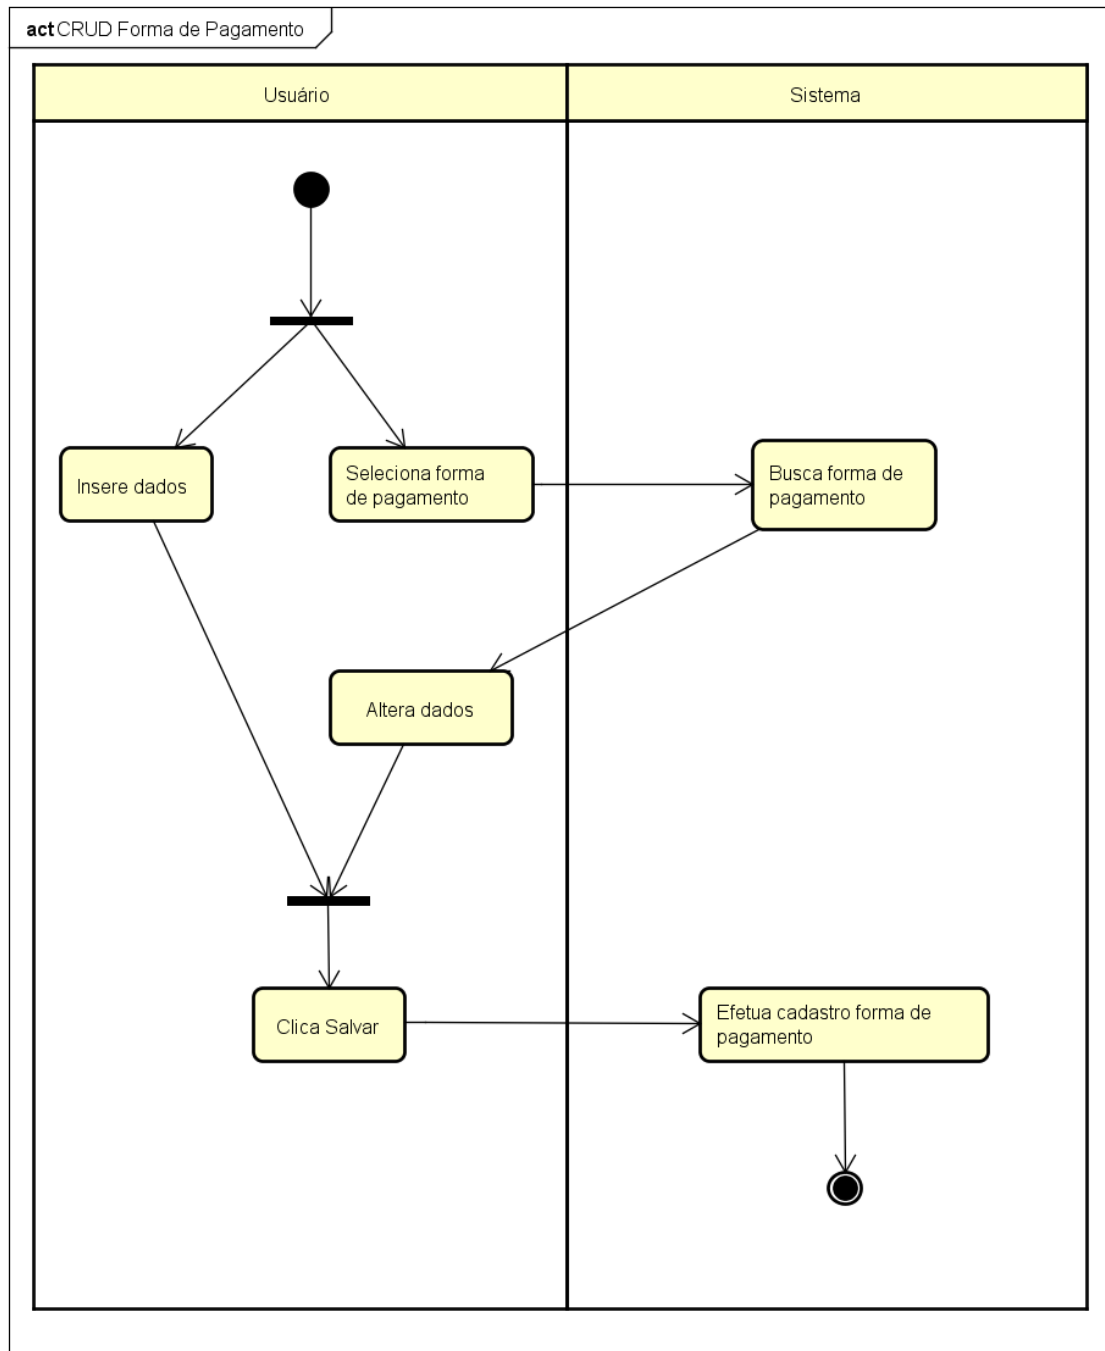 act CRUD Forma de Pagamento
Usuário
Sistema
Insere dados
Seleciona forma
de pagamento
Busca forma de
pagamento
Altera dados
Clica Salvar
Efetua cadastro forma de
pagamento